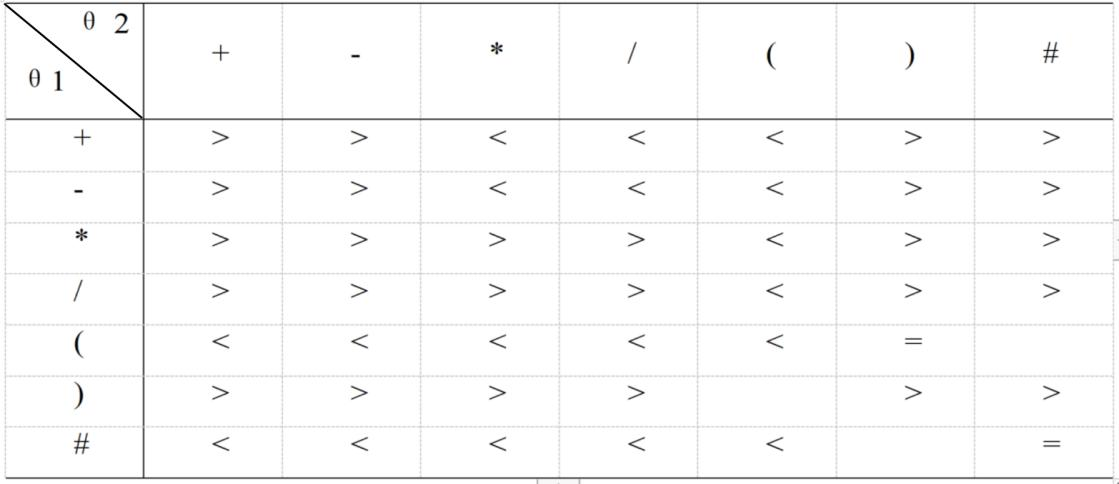 θ 2
θ 1
+ - * / ( ) #
+ > > < < < > >
- > > < < < > >
* > > > > < > >
/ > > > > < > >
( < < < < < =
) > > > > > >
# < < < < < =